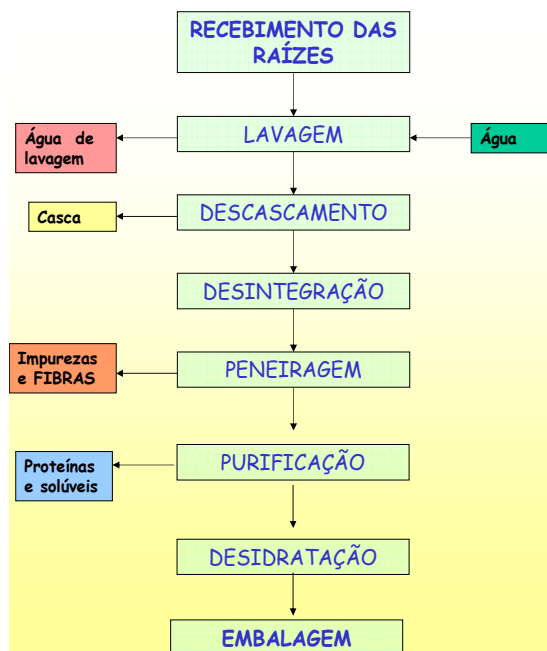 RECEBIMENTO DAS
RAÍZES
Água de
lavagem
LAVAGEM
Água
Casca
DESCASCAMENTO
DESINTEGRAÇÃO
Impurezas
e FIBRAS
PENEIRAGEM
Proteínas
e solúveis
PURIFICAÇÃO
DESIDRATAÇÃO
EMBALAGEM